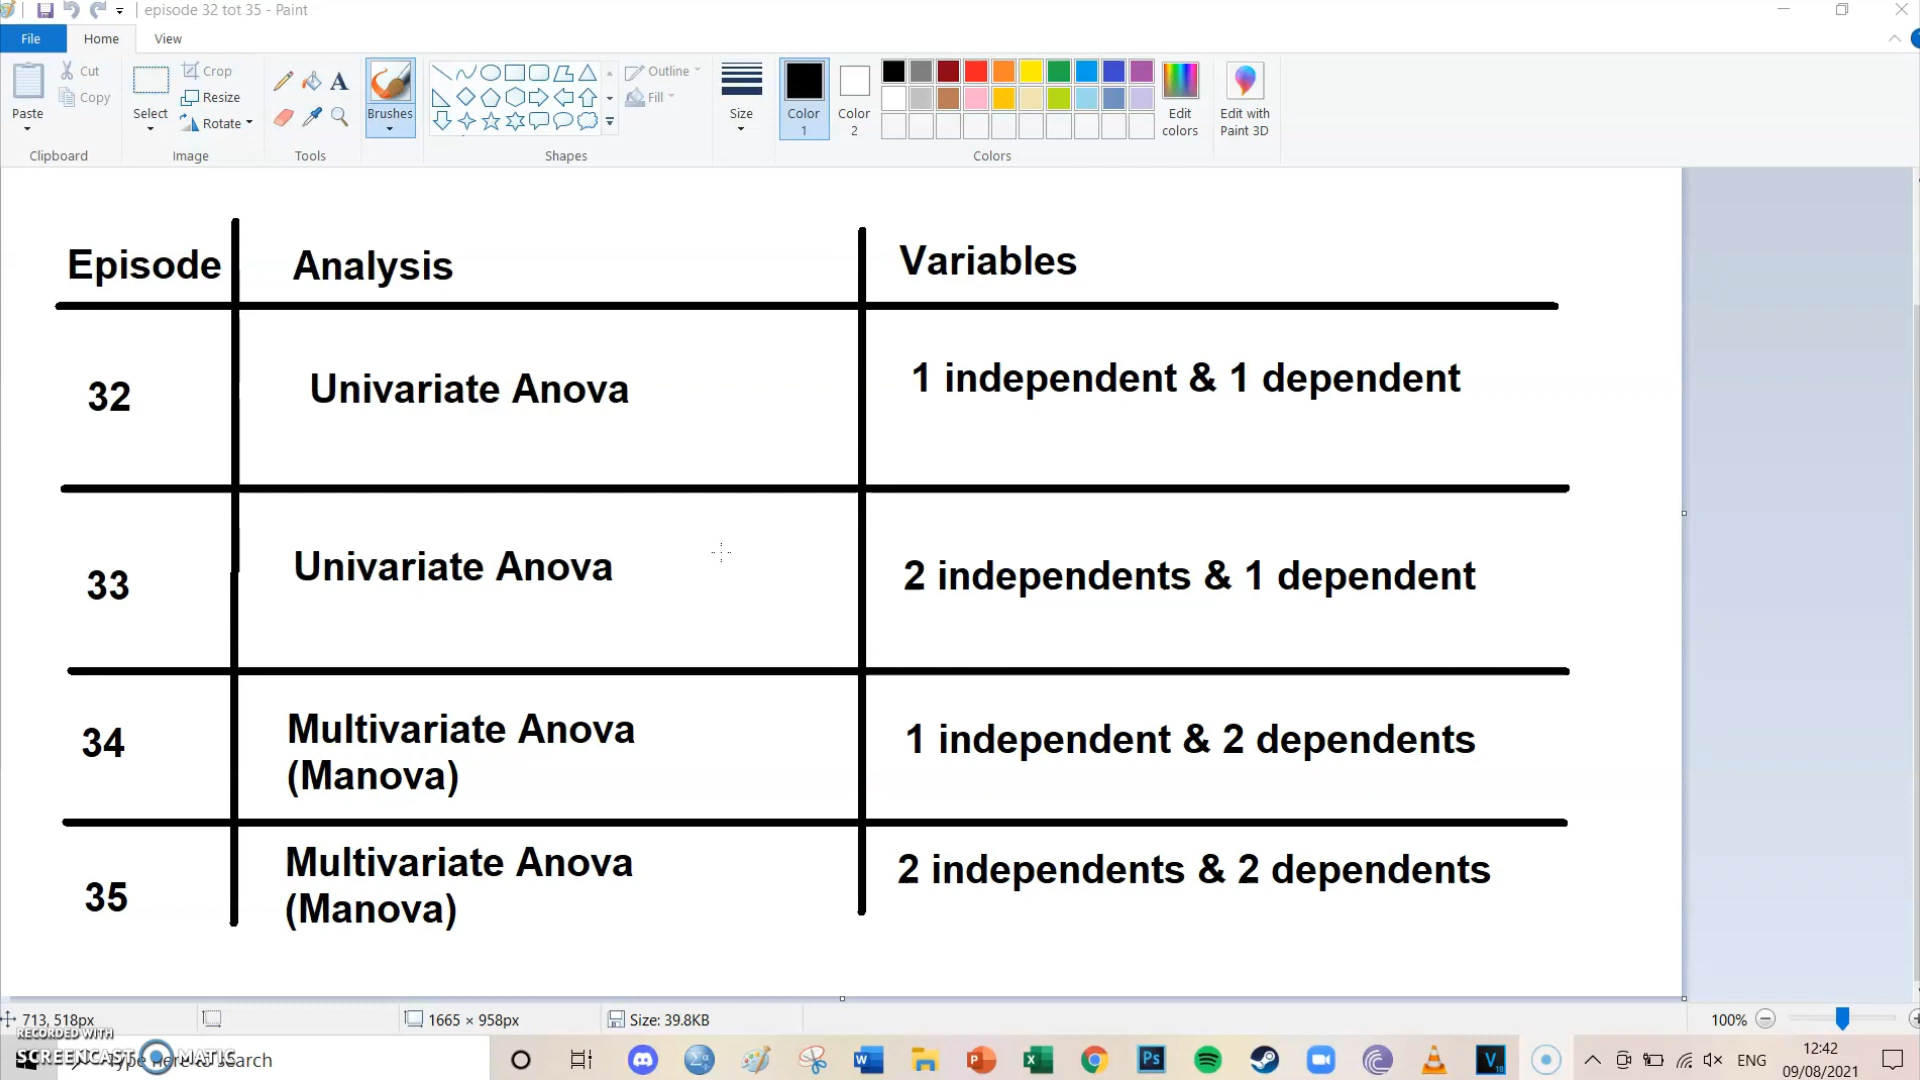 episode 32 tot 35 - Paint
File Home View
Paste Cut Copy Clipboard
Select Crop Resize Rotate Image
Tools
Brushes
Outline Fill Shapes
Size
Color 1
Color 2
Colors
Edit colors
Edit with Paint 3D
Episode Analysis Variables
32 Univariate Anova 1 independent & 1 dependent
33 Univariate Anova 2 independents & 1 dependent
34 Multivariate Anova (Manova) 1 independent & 2 dependents
35 Multivariate Anova (Manova) 2 independents & 2 dependents
713, 518px 1665 × 958px Size: 39.8KB 100%
RECORDED WITH
SCREENCAST MATIC
Type here to search
ENG 12:42
09/08/2021